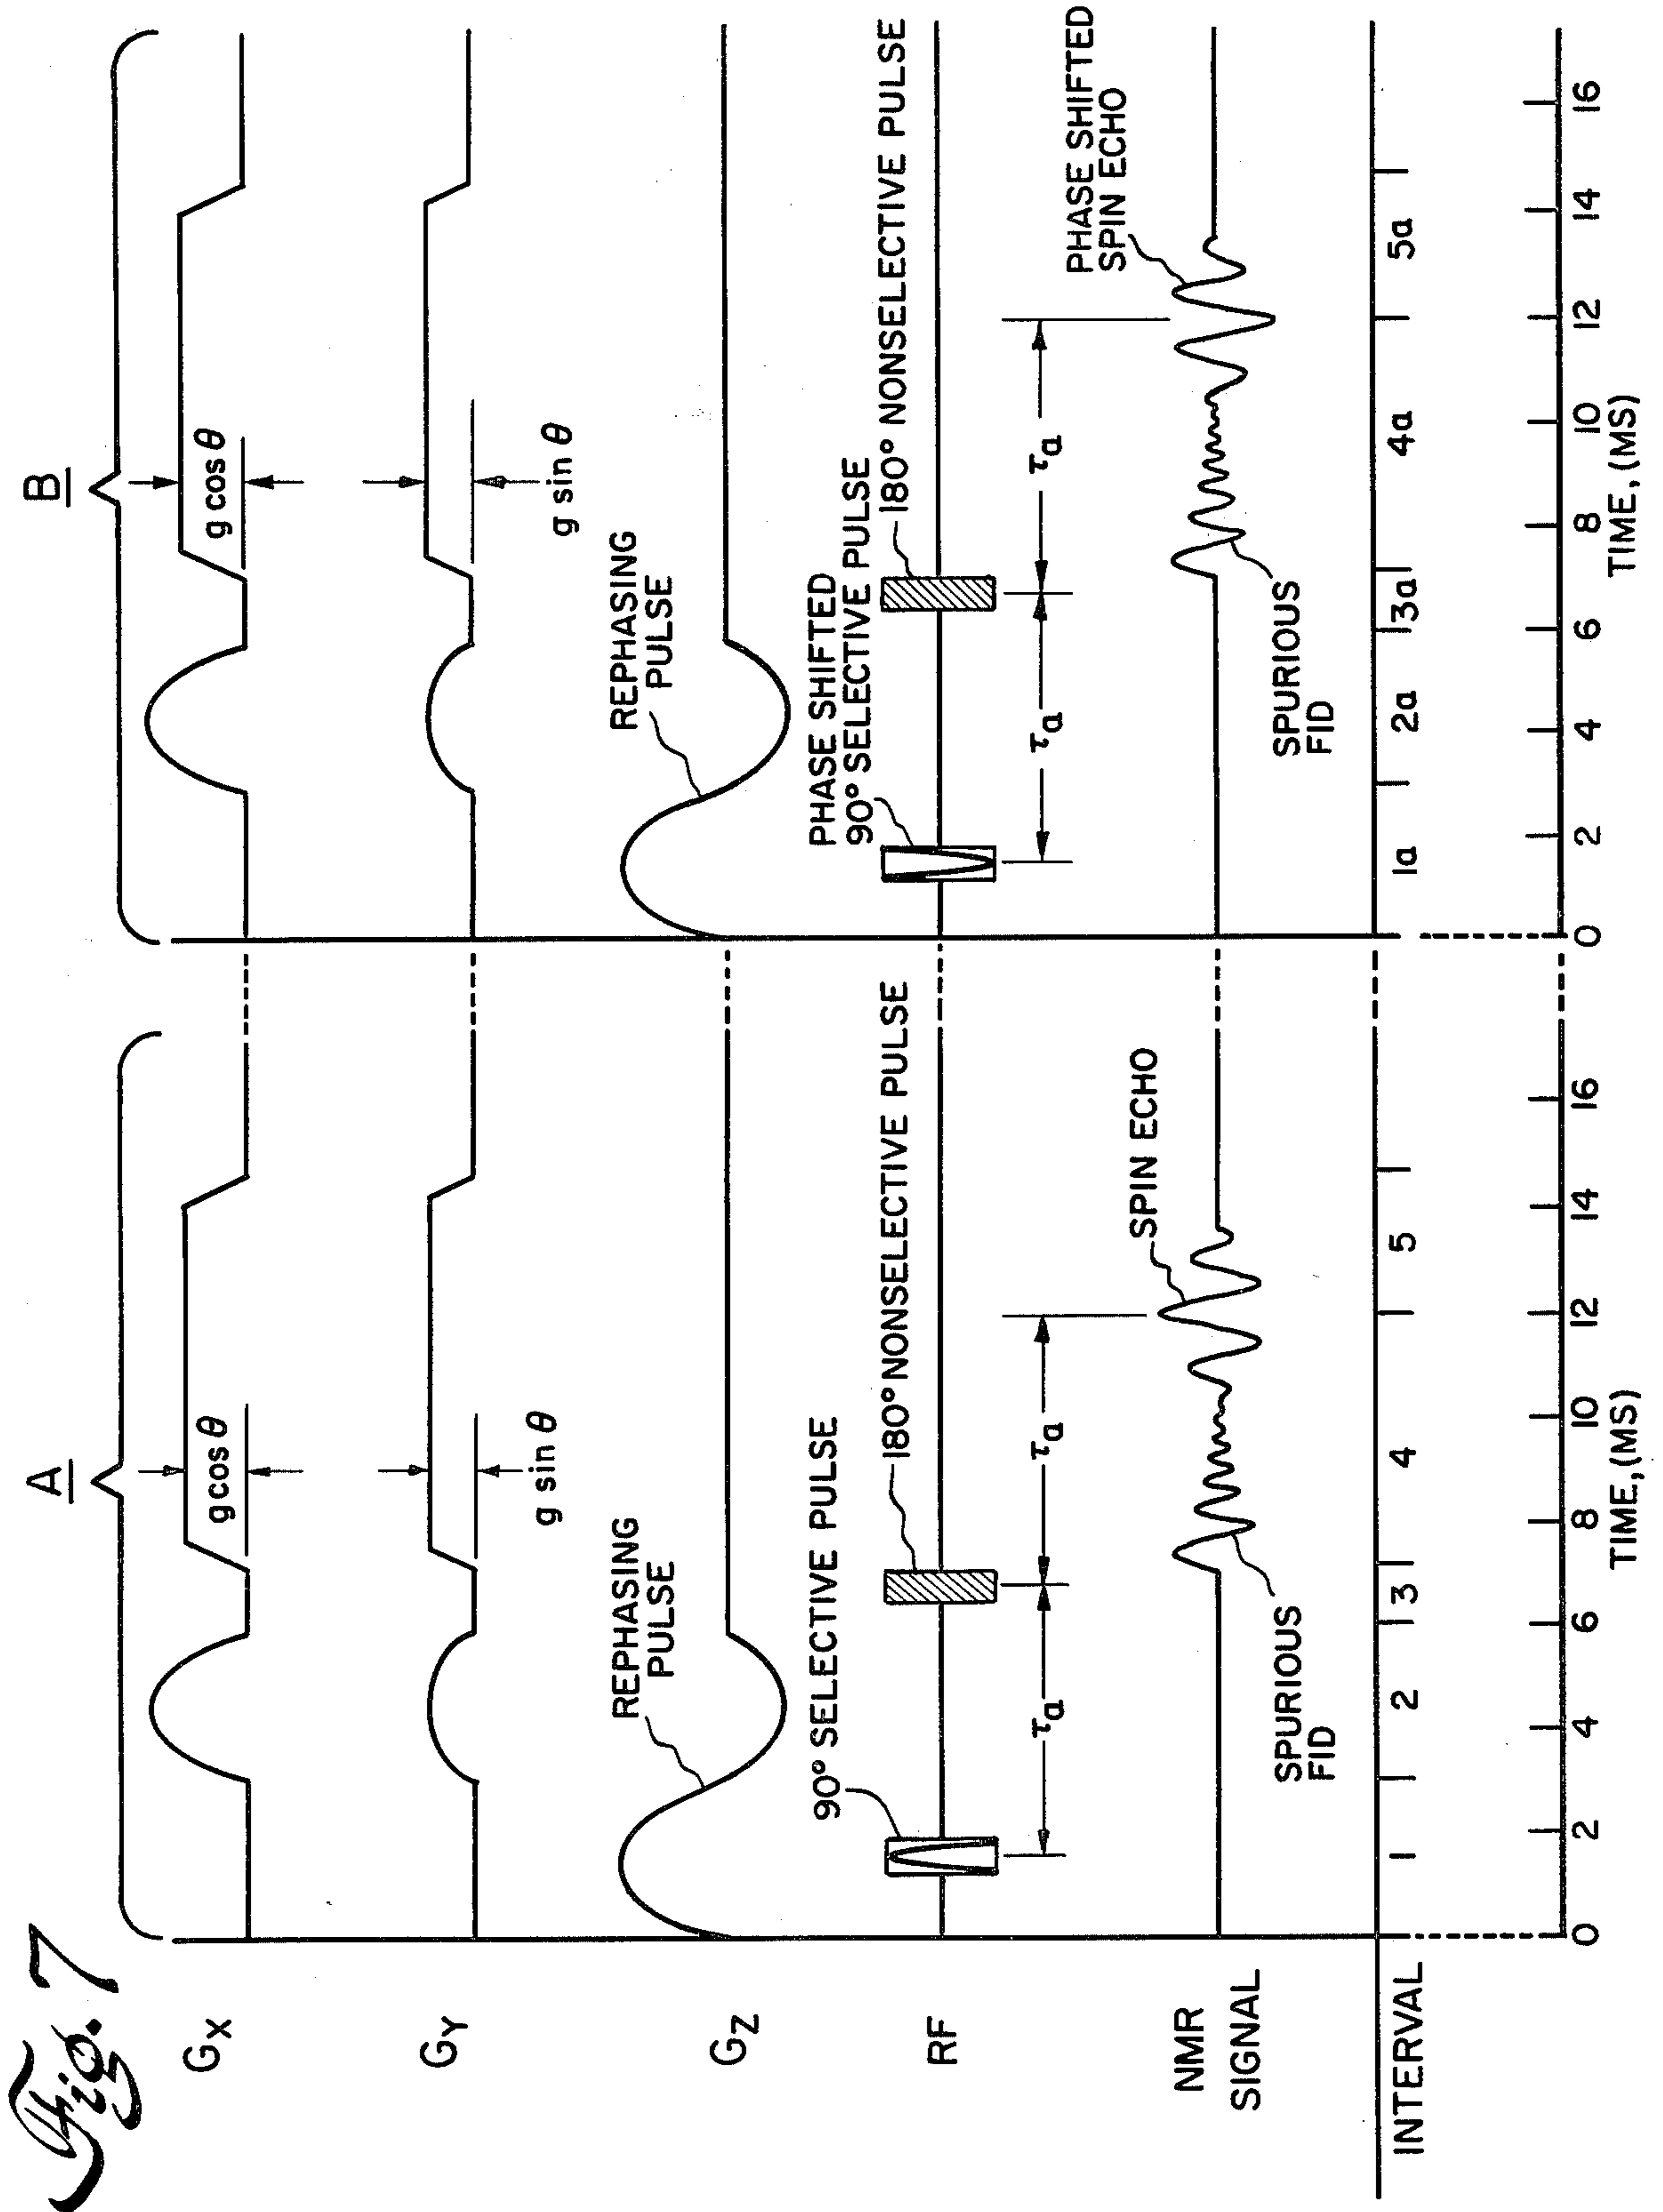 Fig. 7
A
B
Gx
g cos θ
g cos θ
Gy
g sin θ
g sin θ
Gz
REPHASING
PULSE
REPHASING
PULSE
RF
90° SELECTIVE PULSE
180° NONSELECTIVE PULSE
PHASE SHIFTED
90° SELECTIVE PULSE
180° NONSELECTIVE PULSE
τa
τa
τa
τa
NMR
SIGNAL
SPURIOUS
FID
SPIN ECHO
SPURIOUS
FID
PHASE SHIFTED
SPIN ECHO
INTERVAL
1 2 3 4 5
1a 2a 3a 4a 5a
0 2 4 6 8 10 12 14 16
TIME, (MS)
0 2 4 6 8 10 12 14 16
TIME, (MS)